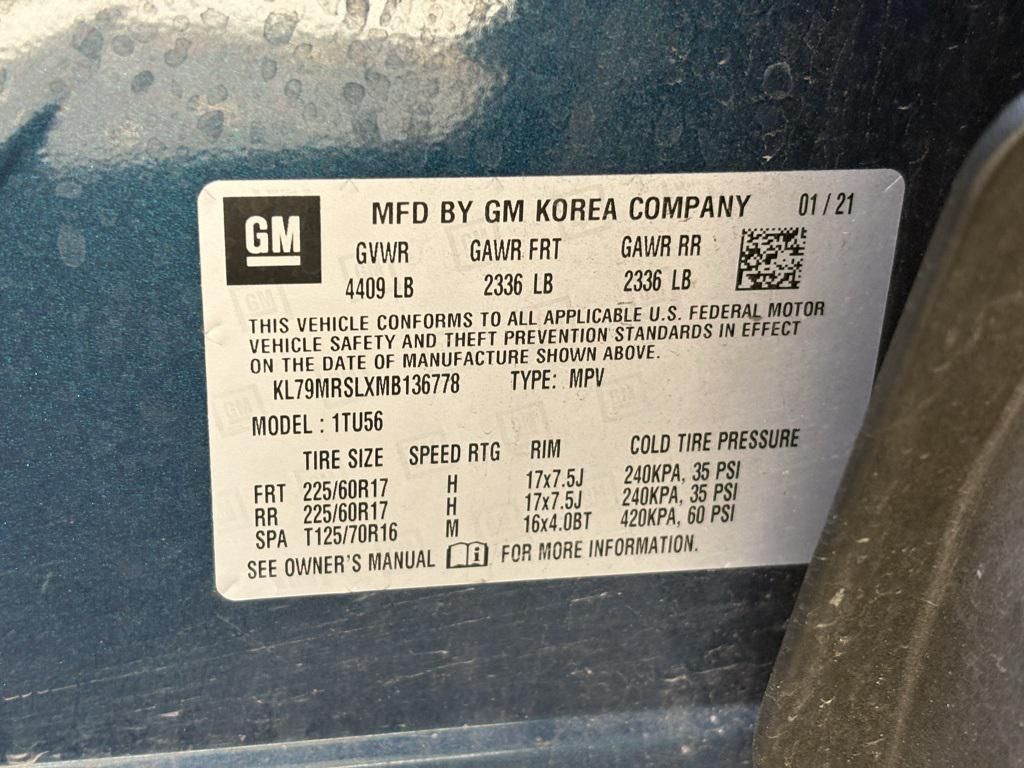 GM MFD BY GM KOREA COMPANY 01/21
GVWR GAWR FRT GAWR RR
4409 LB 2336 LB 2336 LB
THIS VEHICLE CONFORMS TO ALL APPLICABLE U.S. FEDERAL MOTOR
VEHICLE SAFETY AND THEFT PREVENTION STANDARDS IN EFFECT
ON THE DATE OF MANUFACTURE SHOWN ABOVE.
KL79MRSLXMB136778 TYPE: MPV
MODEL : 1TU56
TIRE SIZE SPEED RTG RIM COLD TIRE PRESSURE
FRT 225/60R17 H 17x7.5J 240KPA, 35 PSI
RR 225/60R17 H 17x7.5J 240KPA, 35 PSI
SPA T125/70R16 M 16x4.0BT 420KPA, 60 PSI
SEE OWNER'S MANUAL FOR MORE INFORMATION.